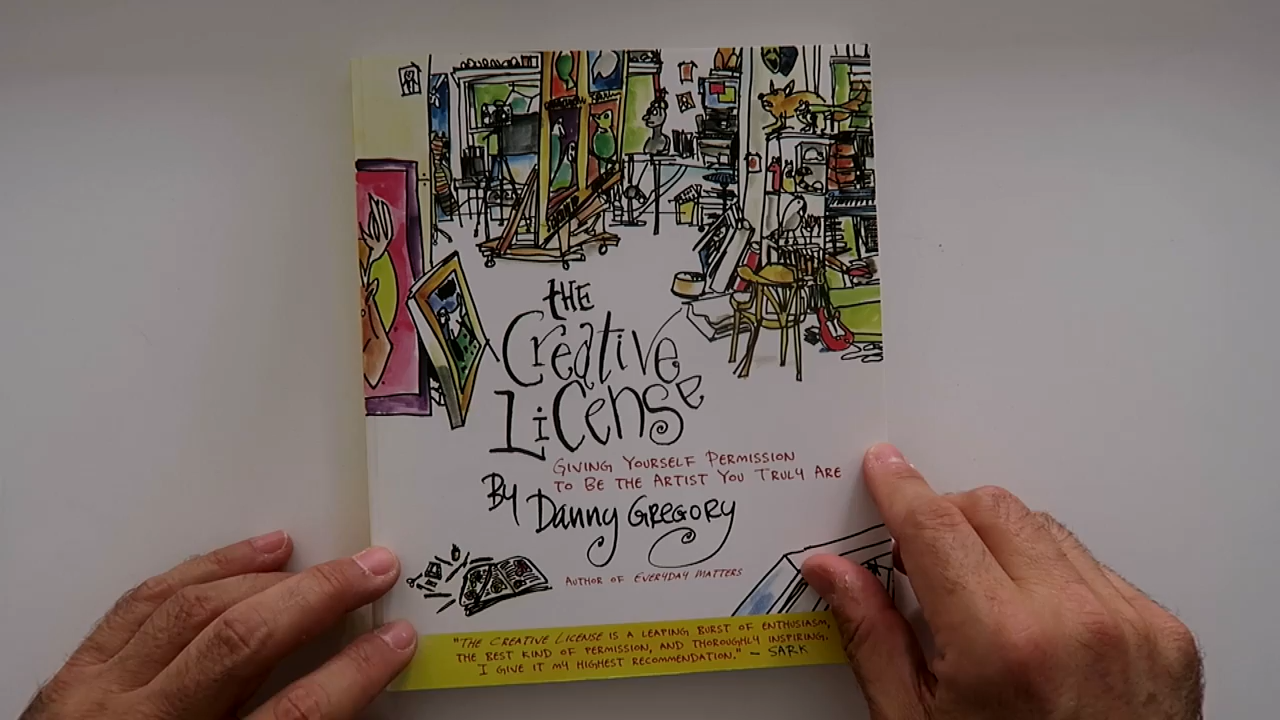 THE
Creative
LiCense
GIVING YOURSELF PERMISSION
TO BE THE ARTIST YOU TRULY ARE
By Danny GREGORY
AUTHOR OF EVERYDAY MATTERS
"THE CREATIVE LICENSE IS A LEAPING BURST OF ENTHUSIASM,
THE BEST KIND OF PERMISSION, AND THOROUGHLY INSPIRING.
I GIVE IT MY HIGHEST RECOMMENDATION." – SARK